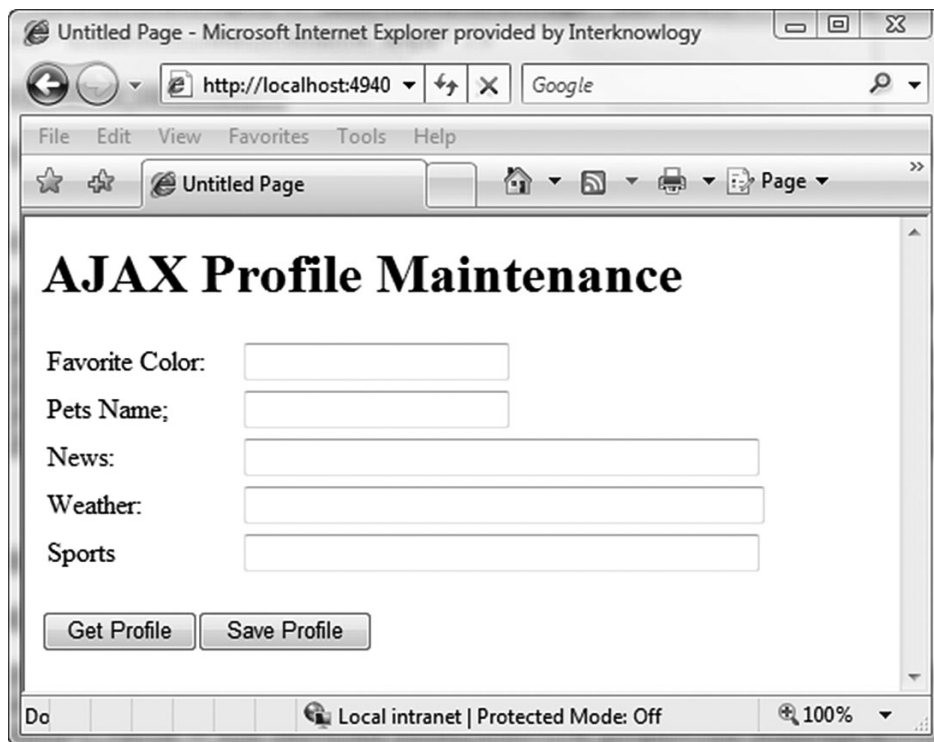 Untitled Page - Microsoft Internet Explorer provided by Interknowlogy
http://localhost:4940
Google
File Edit View Favorites Tools Help
Untitled Page
Page
AJAX Profile Maintenance
Favorite Color:
Pets Name;
News:
Weather:
Sports
Get Profile Save Profile
Do
Local intranet | Protected Mode: Off
100%